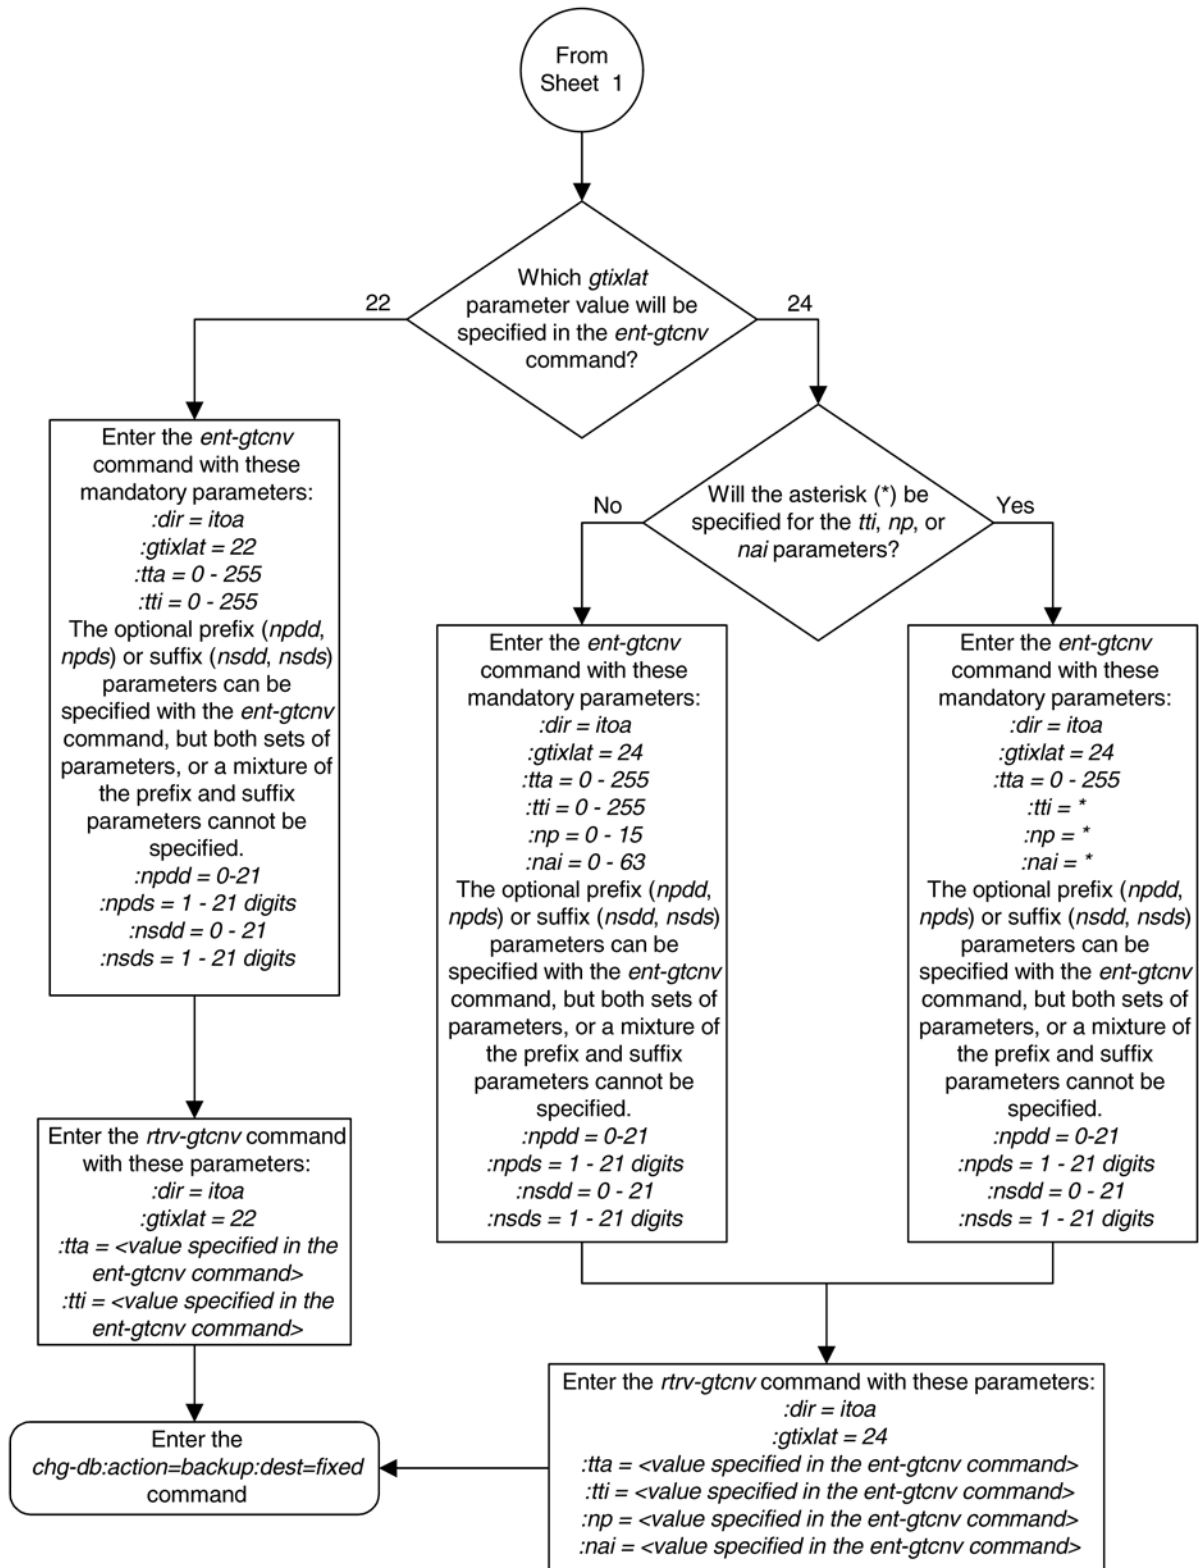 From
Sheet 1
Which gtixlat
parameter value will be
specified in the ent-gtcnv
command?
22
24
Will the asterisk (*) be
specified for the tti, np, or
nai parameters?
No
Yes
Enter the ent-gtcnv
command with these
mandatory parameters:
:dir = itoa
:gtixlat = 22
:tta = 0 - 255
:tti = 0 - 255
The optional prefix (npdd,
npds) or suffix (nsdd, nsds)
parameters can be
specified with the ent-gtcnv
command, but both sets of
parameters, or a mixture of
the prefix and suffix
parameters cannot be
specified.
:npdd = 0-21
:npds = 1 - 21 digits
:nsdd = 0 - 21
:nsds = 1 - 21 digits
Enter the ent-gtcnv
command with these
mandatory parameters:
:dir = itoa
:gtixlat = 24
:tta = 0 - 255
:tti = 0 - 255
:np = 0 - 15
:nai = 0 - 63
The optional prefix (npdd,
npds) or suffix (nsdd, nsds)
parameters can be
specified with the ent-gtcnv
command, but both sets of
parameters, or a mixture of
the prefix and suffix
parameters cannot be
specified.
:npdd = 0-21
:npds = 1 - 21 digits
:nsdd = 0 - 21
:nsds = 1 - 21 digits
Enter the ent-gtcnv
command with these
mandatory parameters:
:dir = itoa
:gtixlat = 24
:tta = 0 - 255
:tti = *
:np = *
:nai = *
The optional prefix (npdd,
npds) or suffix (nsdd, nsds)
parameters can be
specified with the ent-gtcnv
command, but both sets of
parameters, or a mixture of
the prefix and suffix
parameters cannot be
specified.
:npdd = 0-21
:npds = 1 - 21 digits
:nsdd = 0 - 21
:nsds = 1 - 21 digits
Enter the rtrv-gtcnv command
with these parameters:
:dir = itoa
:gtixlat = 22
:tta = <value specified in the
ent-gtcnv command>
:tti = <value specified in the
ent-gtcnv command>
Enter the rtrv-gtcnv command with these parameters:
:dir = itoa
:gtixlat = 24
:tta = <value specified in the ent-gtcnv command>
:tti = <value specified in the ent-gtcnv command>
:np = <value specified in the ent-gtcnv command>
:nai = <value specified in the ent-gtcnv command>
Enter the
chg-db:action=backup:dest=fixed
command